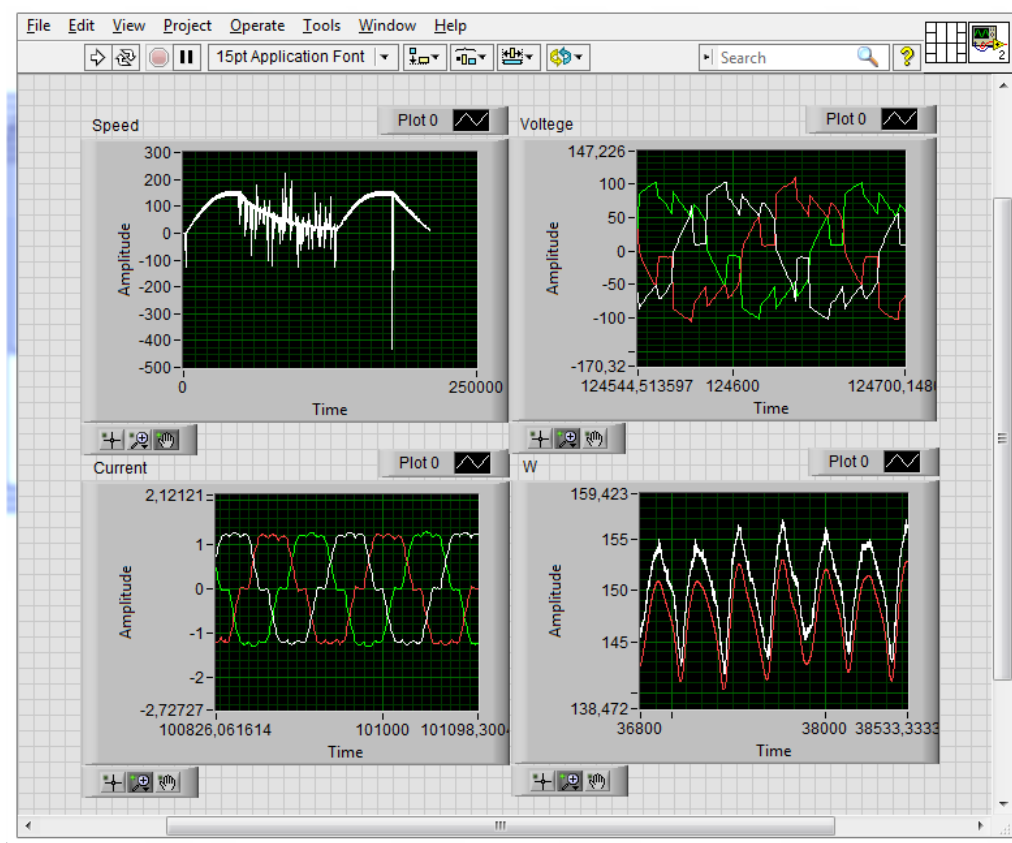 File Edit View Project Operate Tools Window Help
15pt Application Font
Search
?
2
Speed
Plot 0
300
200
100
0
-100
-200
-300
-400
-500
Amplitude
0 250000
Time
Voltege
Plot 0
147,226
100
50
0
-50
-100
-170,32
Amplitude
124544,513597 124600 124700,148
Time
Current
Plot 0
2,12121
1
0
-1
-2
-2,72727
Amplitude
100826,061614 101000 101098,300
Time
W
Plot 0
159,423
155
150
145
138,472
Amplitude
36800 38000 38533,3333
Time